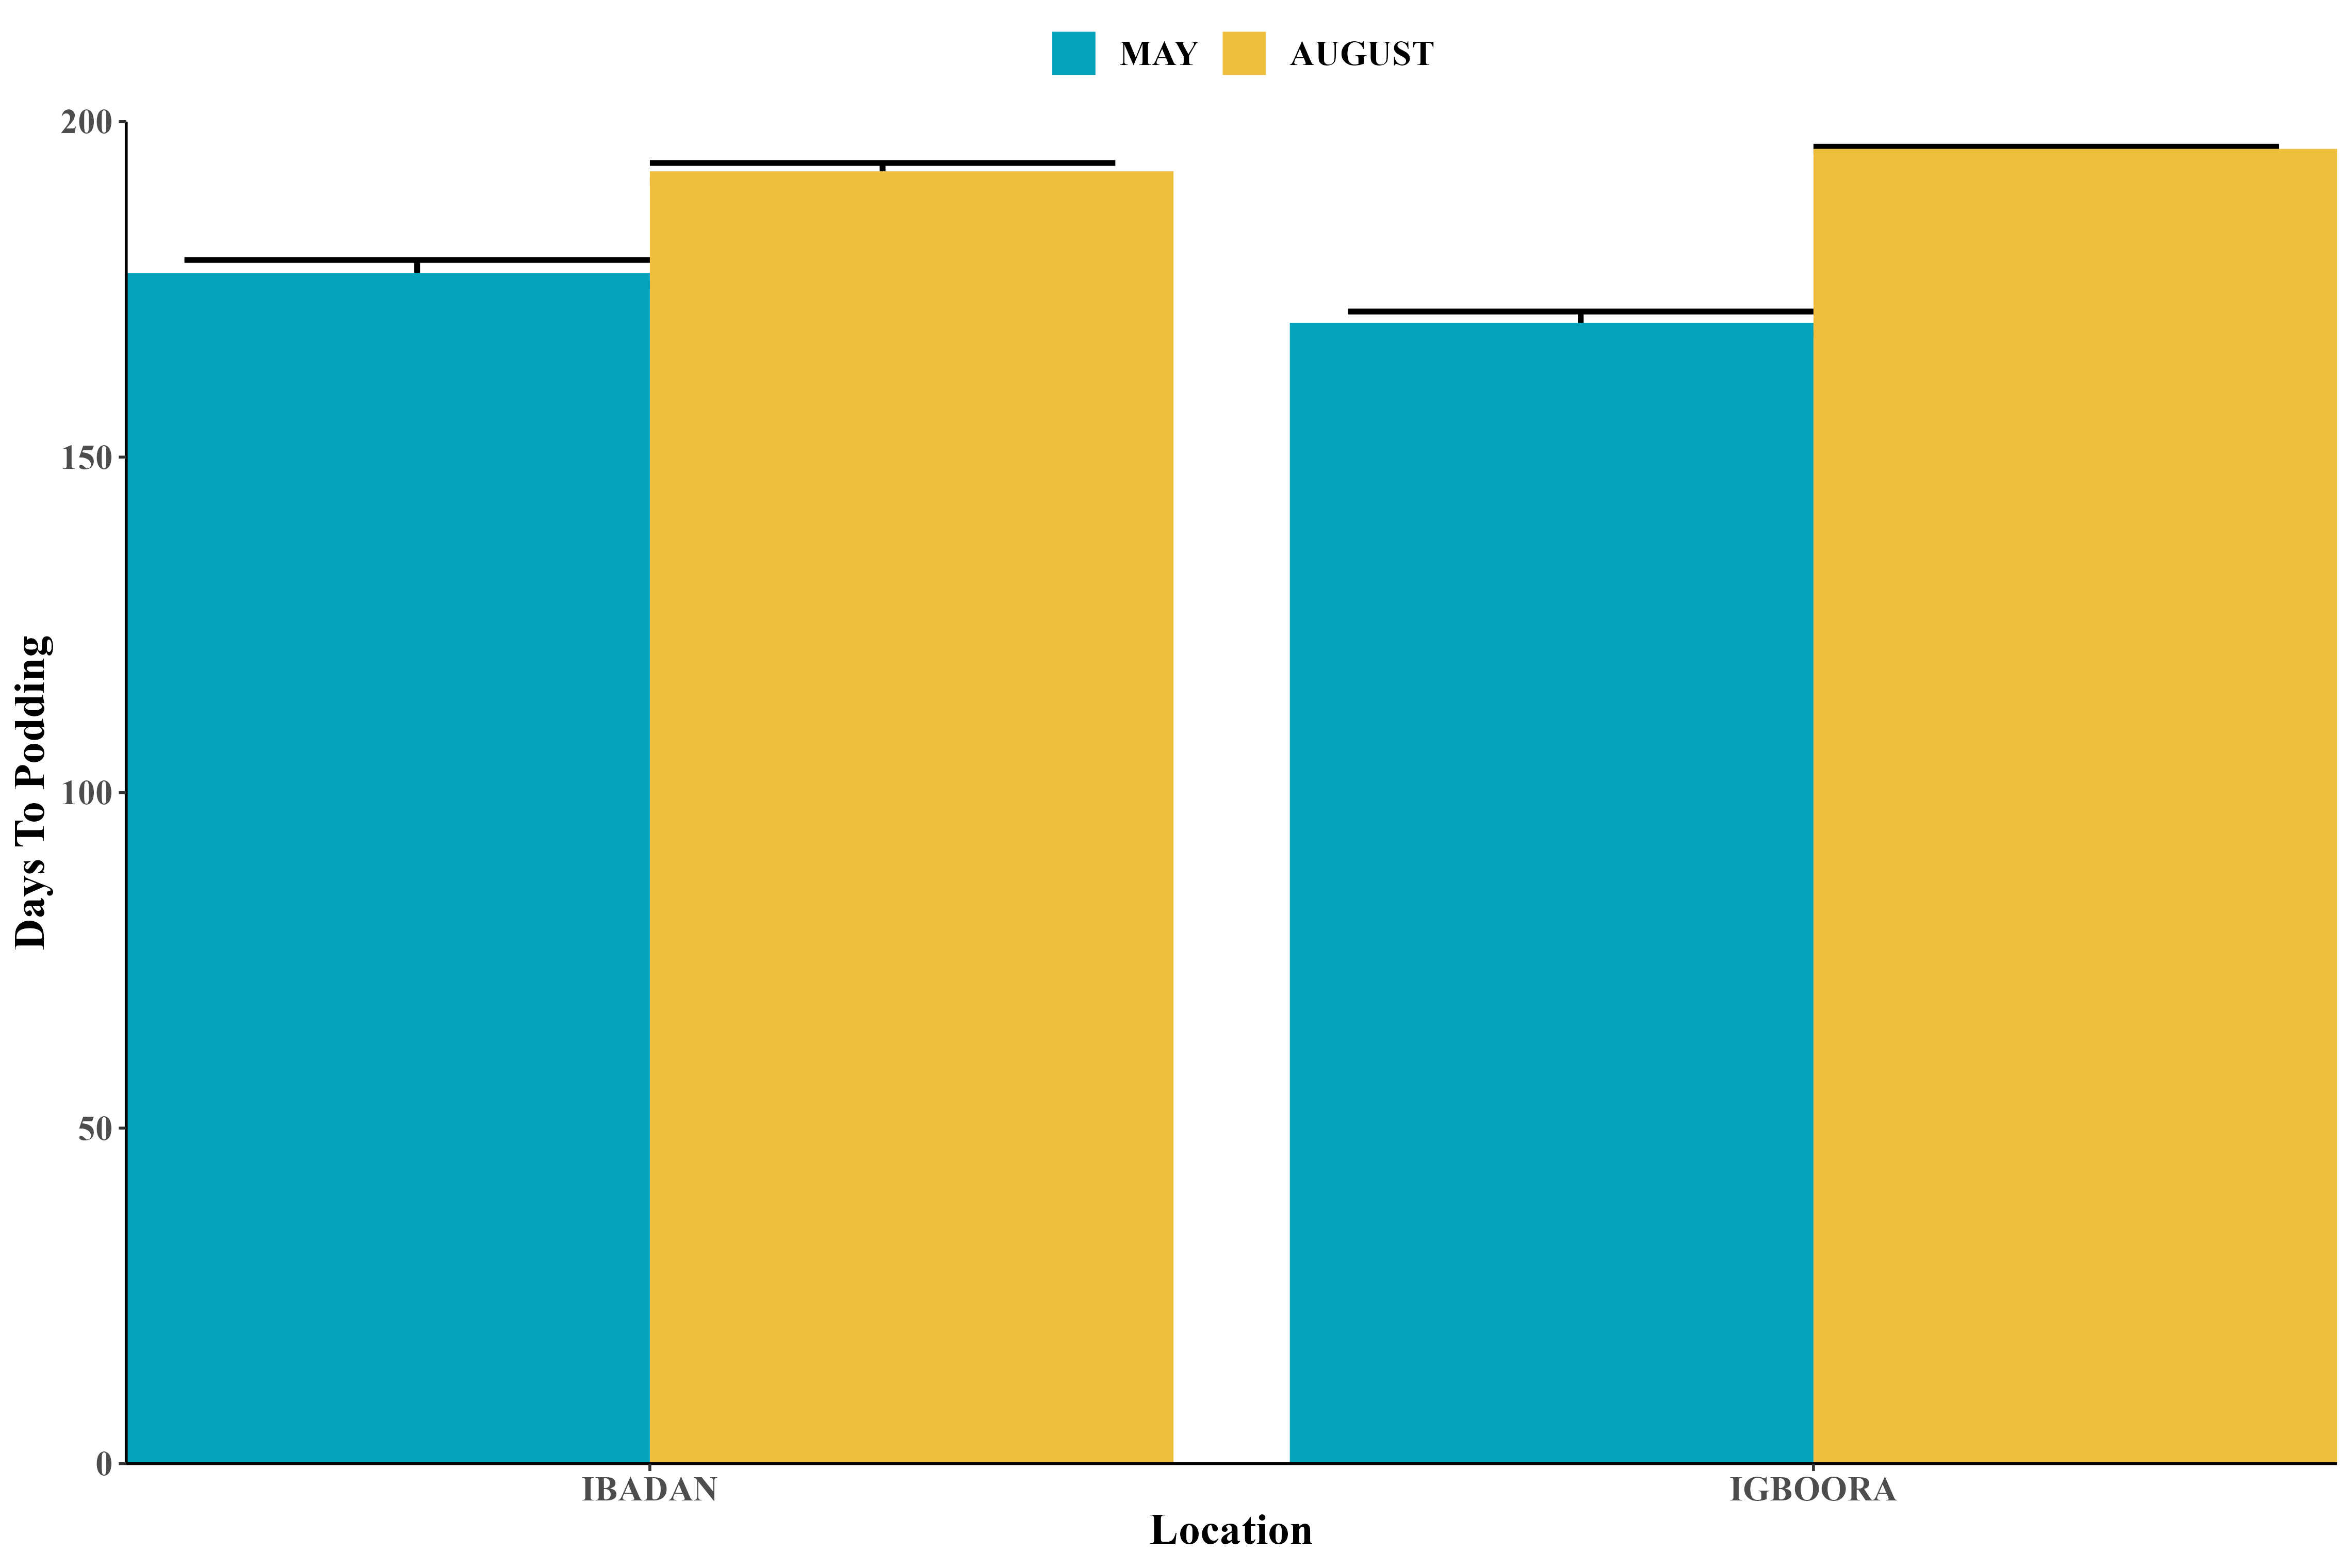 MAY AUGUST
200
150
100
50
0
Days To Podding
IBADAN IGBOORA
Location